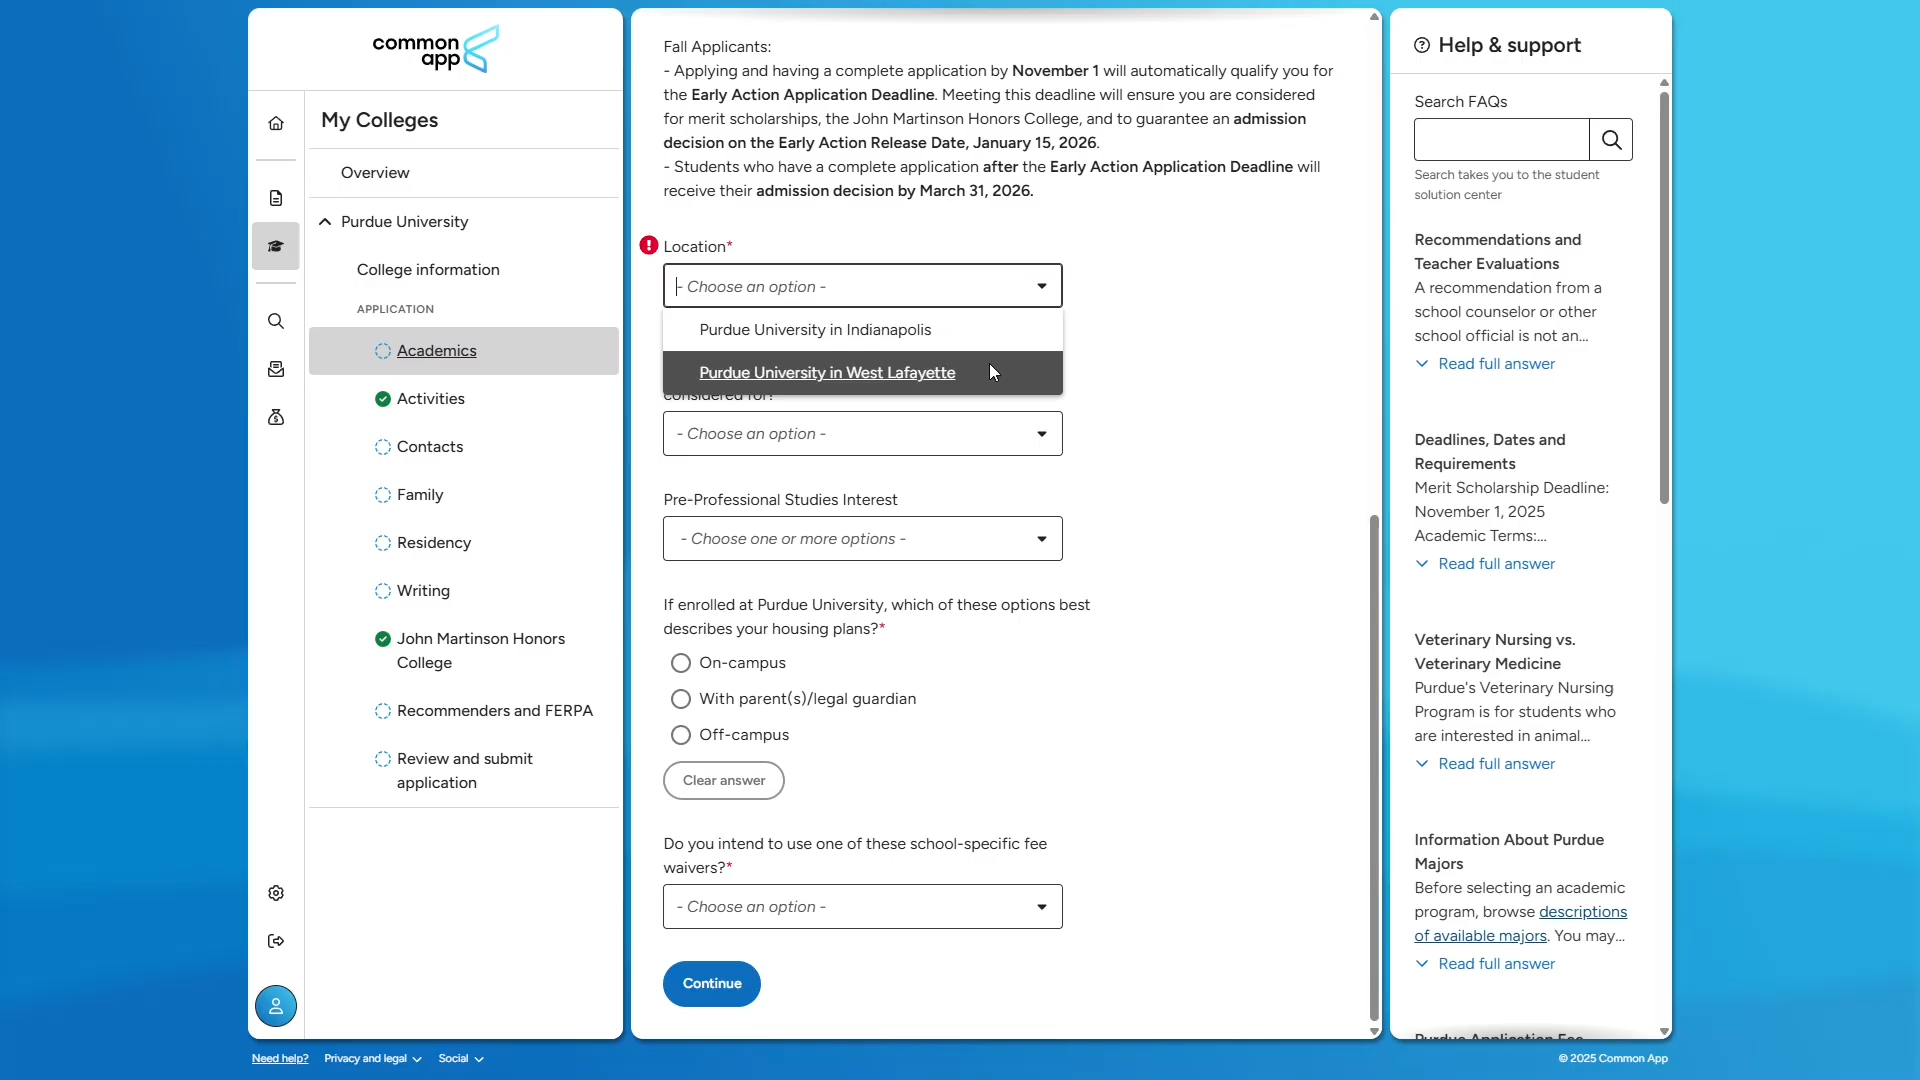 common
app
My Colleges
Overview
Purdue University
College information
APPLICATION
Academics
Activities
Contacts
Family
Residency
Writing
John Martinson Honors
College
Recommenders and FERPA
Review and submit
application
Fall Applicants:
- Applying and having a complete application by November 1 will automatically qualify you for
the Early Action Application Deadline. Meeting this deadline will ensure you are considered
for merit scholarships, the John Martinson Honors College, and to guarantee an admission
decision on the Early Action Release Date, January 15, 2026.
- Students who have a complete application after the Early Action Application Deadline will
receive their admission decision by March 31, 2026.
Location*
- Choose an option -
Purdue University in Indianapolis
Purdue University in West Lafayette
considered for?
- Choose an option -
Pre-Professional Studies Interest
- Choose one or more options -
If enrolled at Purdue University, which of these options best
describes your housing plans?*
On-campus
With parent(s)/legal guardian
Off-campus
Clear answer
Do you intend to use one of these school-specific fee
waivers?*
- Choose an option -
Continue
Help & support
Search FAQs
Search takes you to the student
solution center
Recommendations and
Teacher Evaluations
A recommendation from a
school counselor or other
school official is not an...
Read full answer
Deadlines, Dates and
Requirements
Merit Scholarship Deadline:
November 1, 2025
Academic Terms:...
Read full answer
Veterinary Nursing vs.
Veterinary Medicine
Purdue's Veterinary Nursing
Program is for students who
are interested in animal...
Read full answer
Information About Purdue
Majors
Before selecting an academic
program, browse descriptions
of available majors. You may...
Read full answer
Purdue Application Fee
Need help?
Privacy and legal
Social
© 2025 Common App